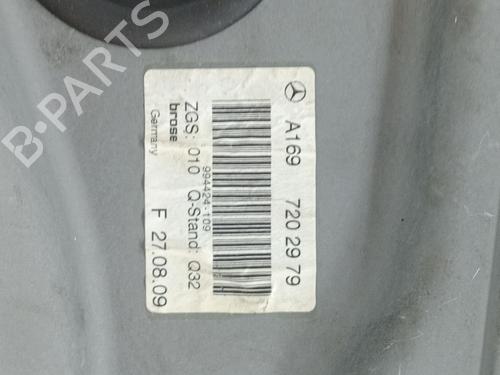 A169 720 29 79
994424-109
ZGS: 010 Q-Stand: Q32
brose
Germany F 27.08.09
B-PARTS